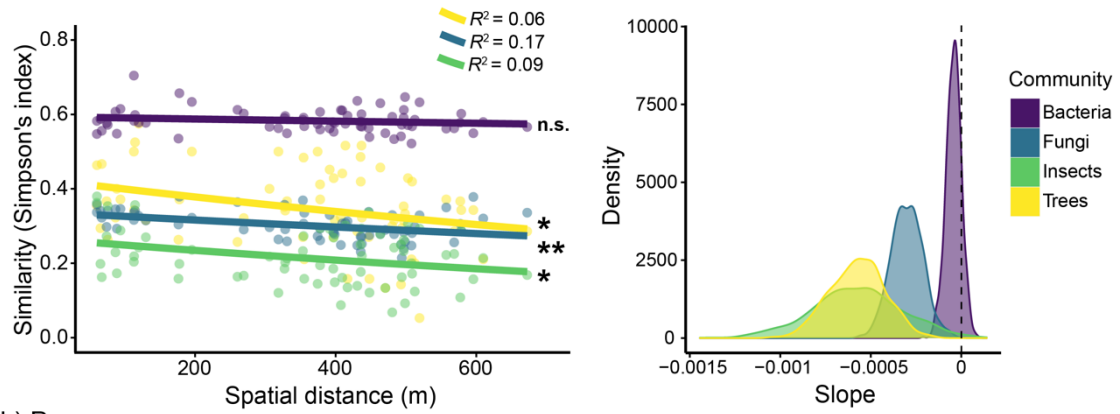 R² = 0.06
R² = 0.17
R² = 0.09
Similarity (Simpson's index)
0.8
0.6
0.4
0.2
0.0
n.s.
*
**
*
200
400
600
Spatial distance (m)
Density
10000
7500
5000
2500
0
−0.0015
−0.001
−0.0005
0
Slope
Community
Bacteria
Fungi
Insects
Trees